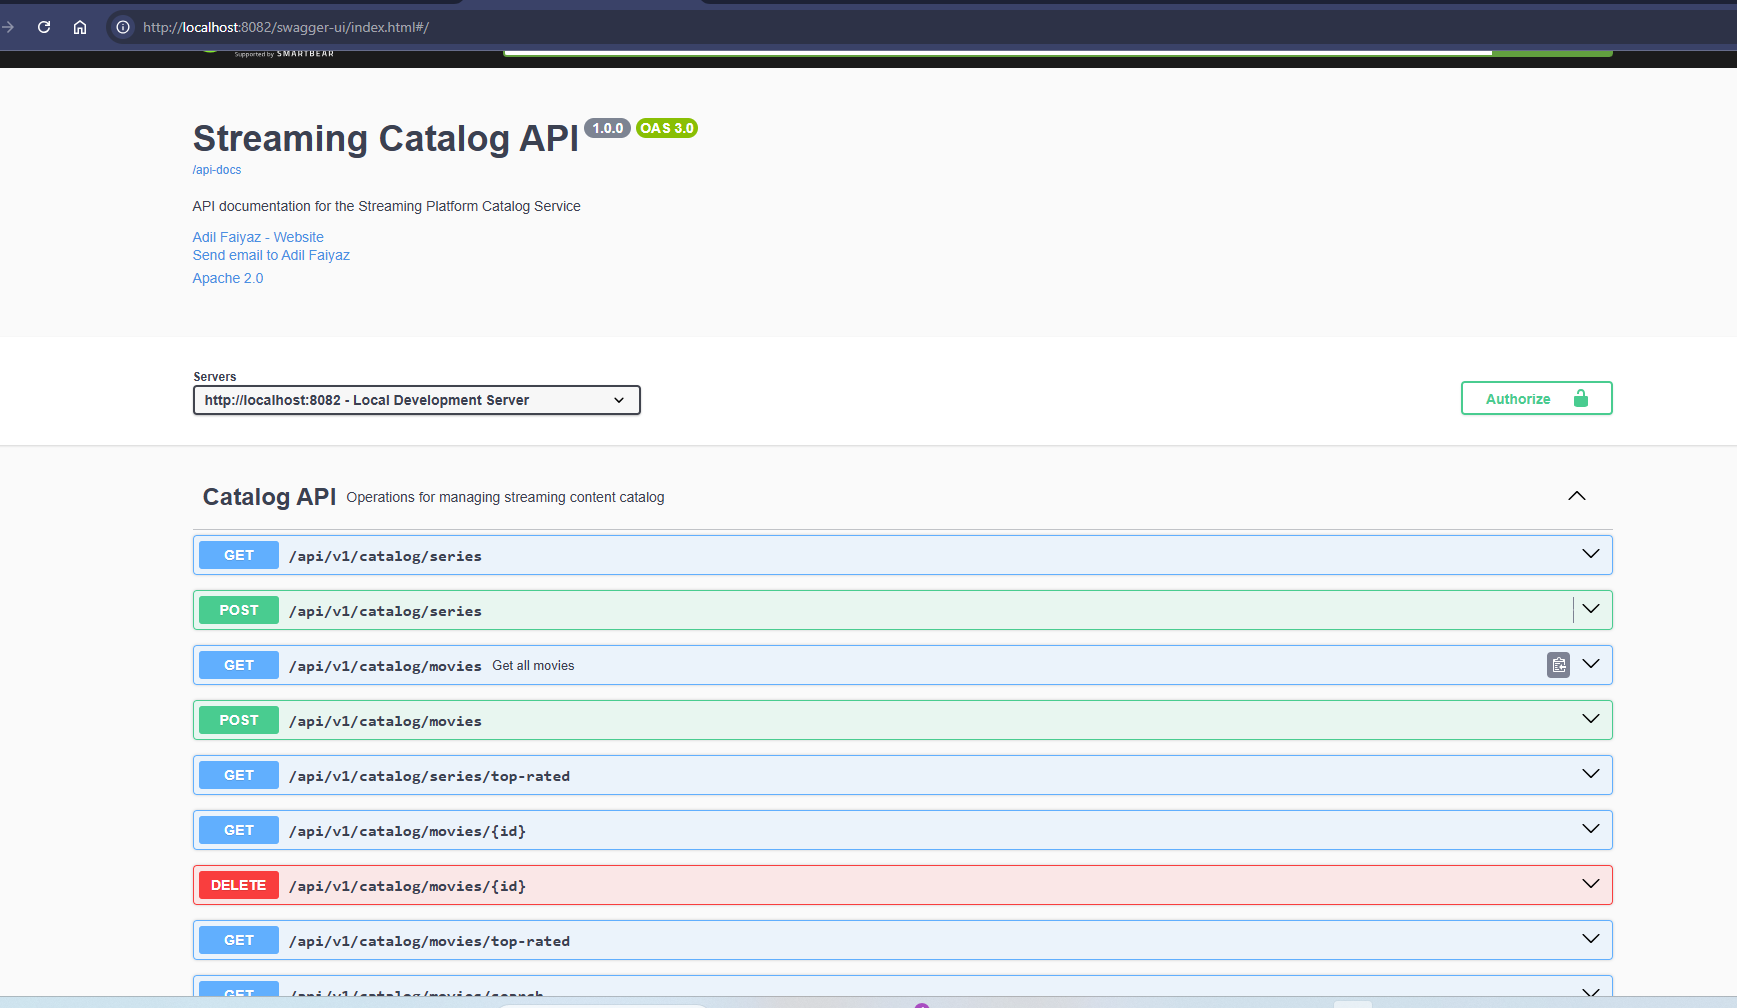 http://localhost:8082/swagger-ui/index.html#/
Supported by SMARTBEAR
Streaming Catalog API 1.0.0 OAS 3.0
/api-docs
API documentation for the Streaming Platform Catalog Service
Adil Faiyaz - Website
Send email to Adil Faiyaz
Apache 2.0
Servers
http://localhost:8082 - Local Development Server
Authorize
Catalog API Operations for managing streaming content catalog
GET /api/v1/catalog/series
POST /api/v1/catalog/series
GET /api/v1/catalog/movies Get all movies
POST /api/v1/catalog/movies
GET /api/v1/catalog/series/top-rated
GET /api/v1/catalog/movies/{id}
DELETE /api/v1/catalog/movies/{id}
GET /api/v1/catalog/movies/top-rated
GET /api/v1/catalog/movies/search